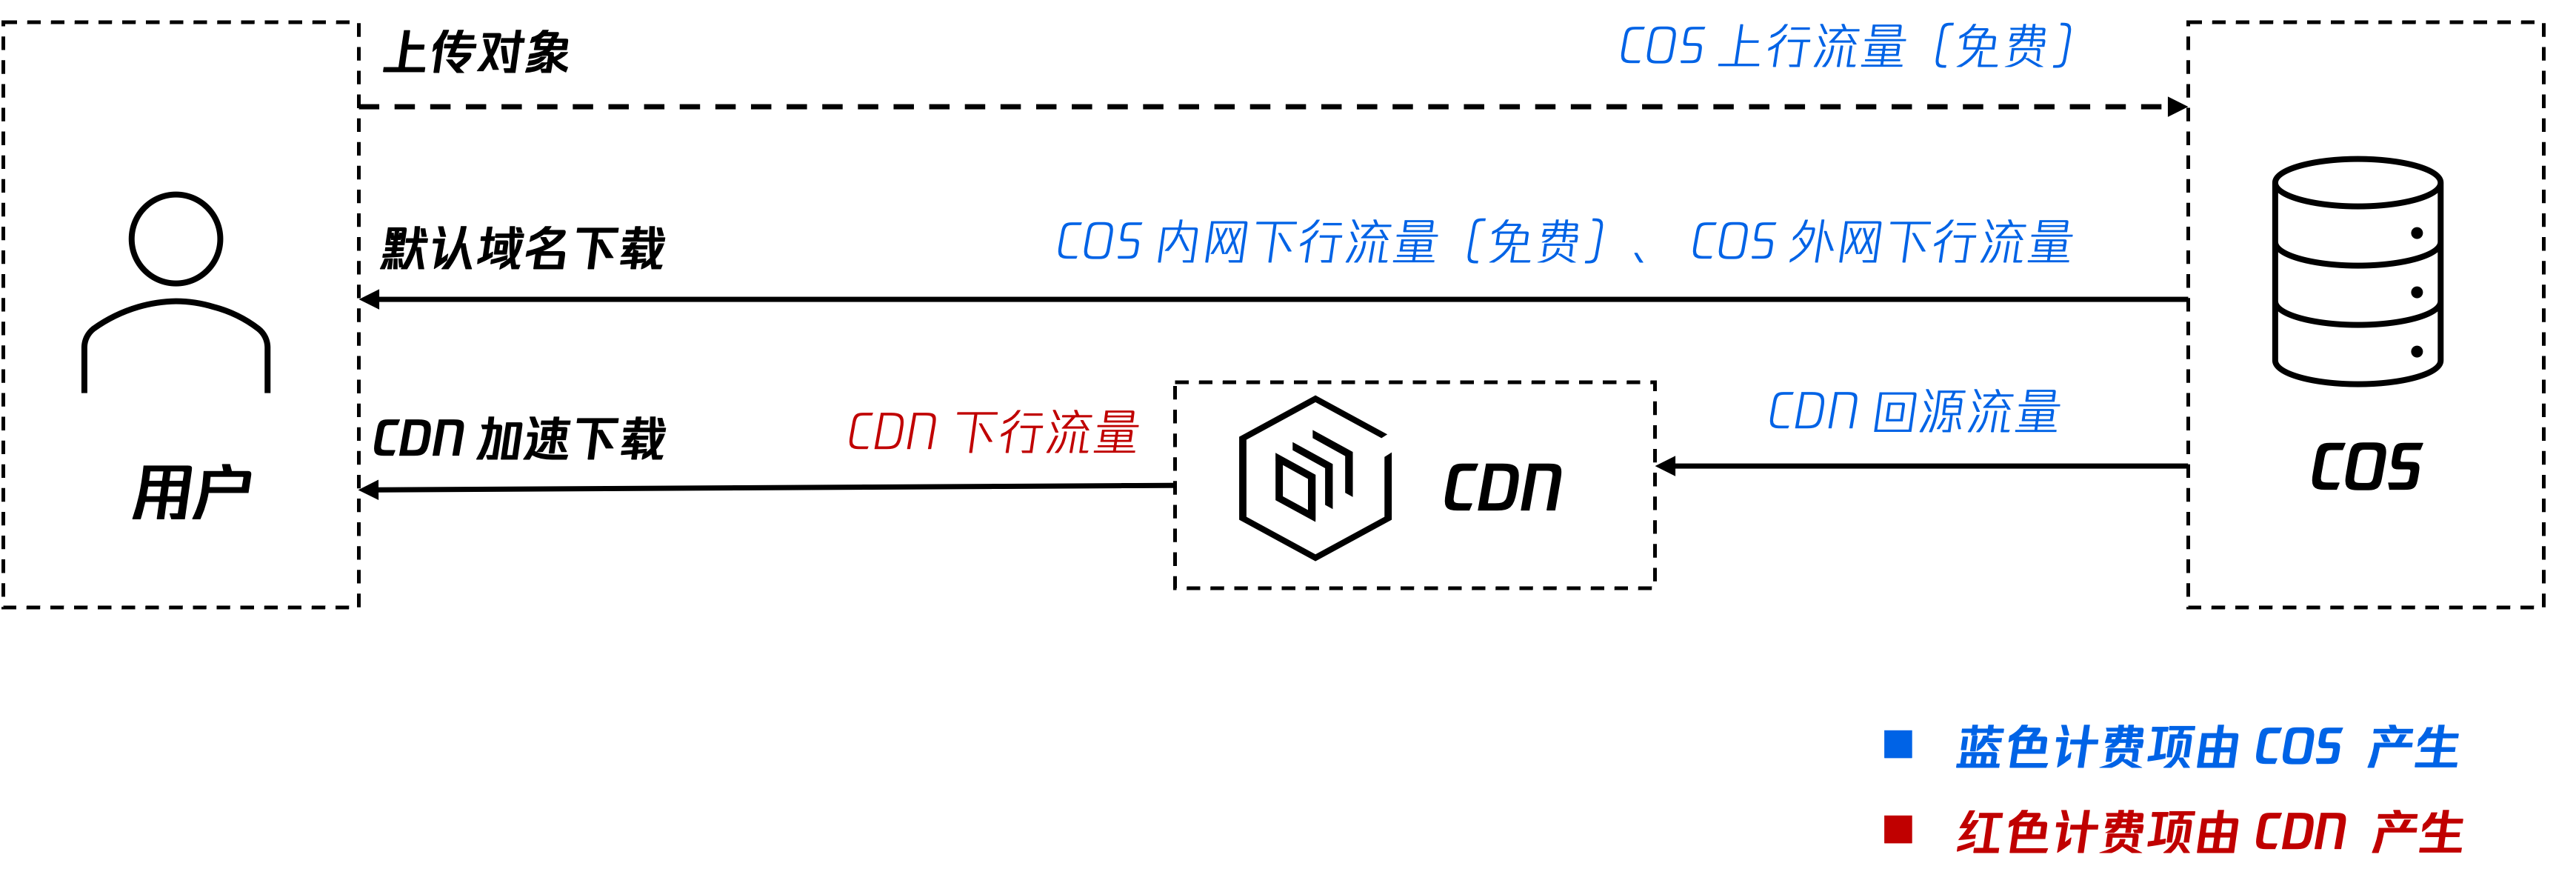 上传对象
COS 上行流量（免费）
默认域名下载
COS 内网下行流量（免费）、 COS 外网下行流量
CDN 加速下载
CDN 下行流量
CDN 回源流量
CDN
用户
COS
蓝色计费项由 COS 产生
红色计费项由 CDN 产生